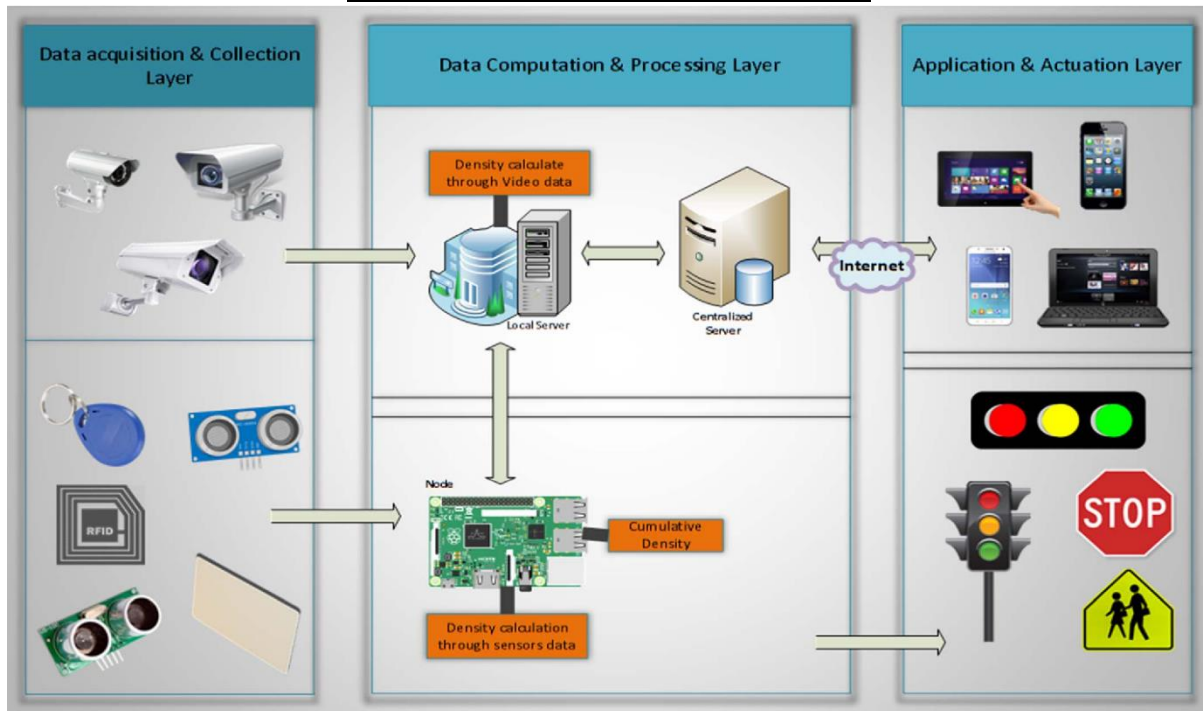 Data acquisition & Collection
Layer
Data Computation & Processing Layer
Application & Actuation Layer
Density calculate
through Video data
Local Server
Centralized
Server
Internet
Node
Cumulative
Density
Density calculation
through sensors data
RFID
STOP